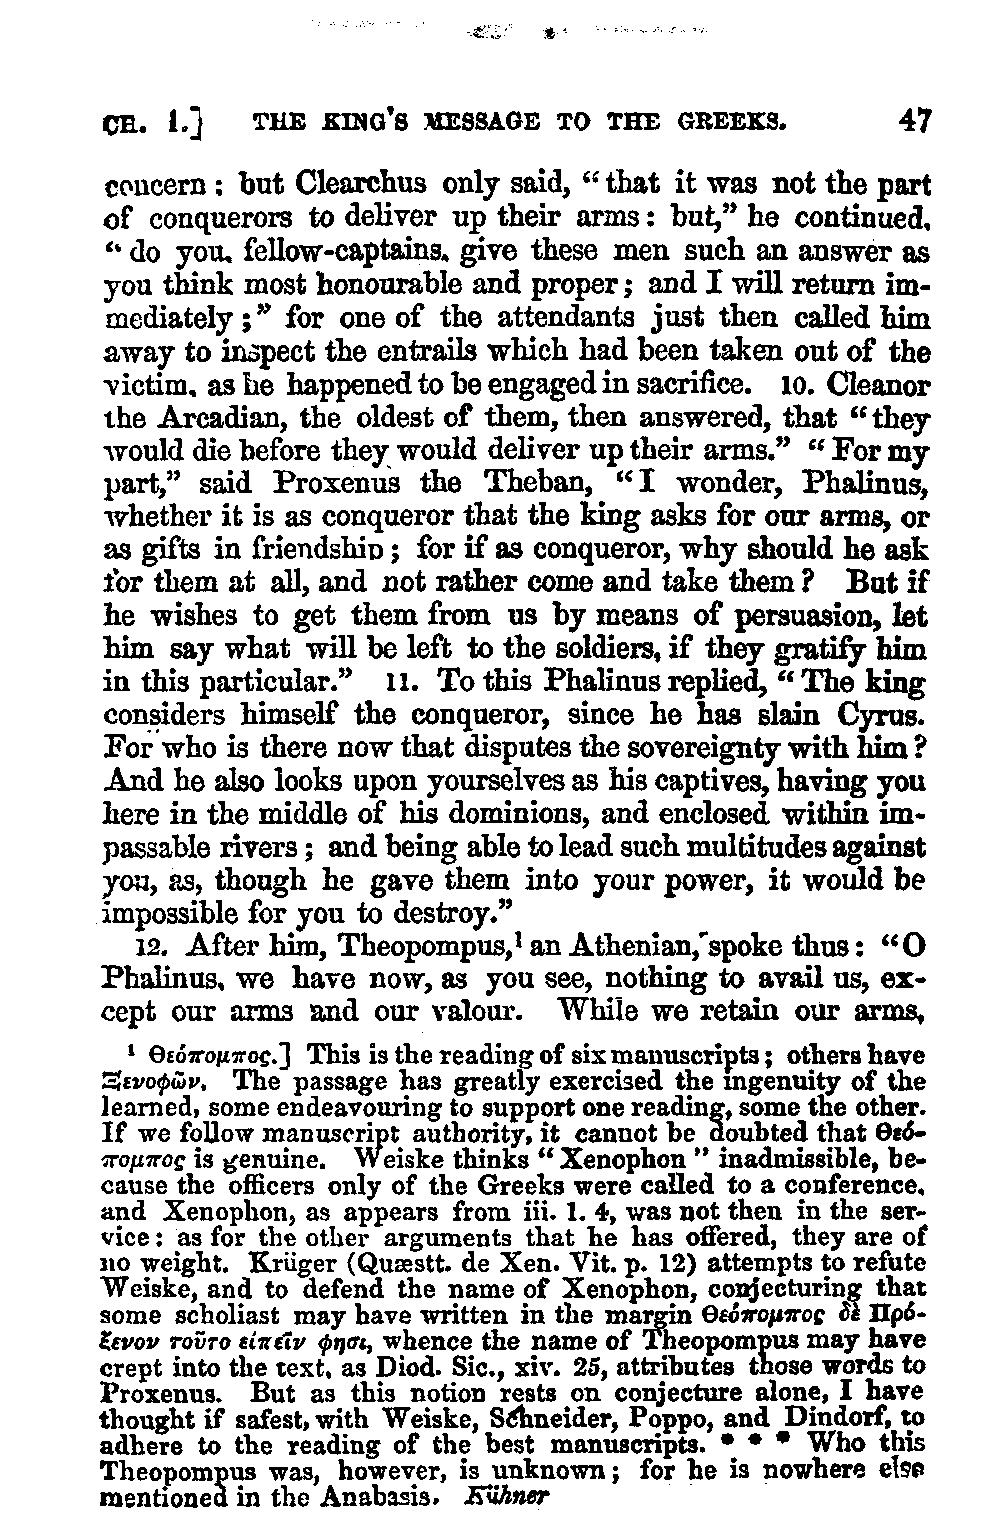 CH. 1.] THE KING'S MESSAGE TO THE GREEKS. 47
concern: but Clearchus only said, “that it was not the part
of conquerors to deliver up their arms: but,” he continued,
“do you, fellow-captains, give these men such an answer as
you think most honourable and proper; and I will return im-
mediately;” for one of the attendants just then called him
away to inspect the entrails which had been taken out of the
victim, as he happened to be engaged in sacrifice. 10. Cleanor
the Arcadian, the oldest of them, then answered, that “they
would die before they would deliver up their arms.” “For my
part,” said Proxenus the Theban, “I wonder, Phalinus,
whether it is as conqueror that the king asks for our arms, or
as gifts in friendship; for if as conqueror, why should he ask
for them at all, and not rather come and take them? But if
he wishes to get them from us by means of persuasion, let
him say what will be left to the soldiers, if they gratify him
in this particular.” 11. To this Phalinus replied, “The king
considers himself the conqueror, since he has slain Cyrus.
For who is there now that disputes the sovereignty with him?
And he also looks upon yourselves as his captives, having you
here in the middle of his dominions, and enclosed within im-
passable rivers; and being able to lead such multitudes against
you, as, though he gave them into your power, it would be
impossible for you to destroy.”
12. After him, Theopompus,¹ an Athenian, spoke thus: “O
Phalinus, we have now, as you see, nothing to avail us, ex-
cept our arms and our valour. While we retain our arms,
¹ Θεόπομπος.] This is the reading of six manuscripts; others have
Ξενοφῶν. The passage has greatly exercised the ingenuity of the
learned, some endeavouring to support one reading, some the other.
If we follow manuscript authority, it cannot be doubted that Θεό-
πομπος is genuine. Weiske thinks “Xenophon” inadmissible, be-
cause the officers only of the Greeks were called to a conference,
and Xenophon, as appears from iii. 1. 4, was not then in the ser-
vice: as for the other arguments that he has offered, they are of
no weight. Krüger (Quæstt. de Xen. Vit. p. 12) attempts to refute
Weiske, and to defend the name of Xenophon, conjecturing that
some scholiast may have written in the margin Θεόπομπος δὲ Πρό-
ξενον τοῦτο εἰπεῖν φησι, whence the name of Theopompus may have
crept into the text, as Diod. Sic., xiv. 25, attributes those words to
Proxenus. But as this notion rests on conjecture alone, I have
thought if safest, with Weiske, Schneider, Poppo, and Dindorf, to
adhere to the reading of the best manuscripts. * * * Who this
Theopompus was, however, is unknown; for he is nowhere else
mentioned in the Anabasis. Kühner